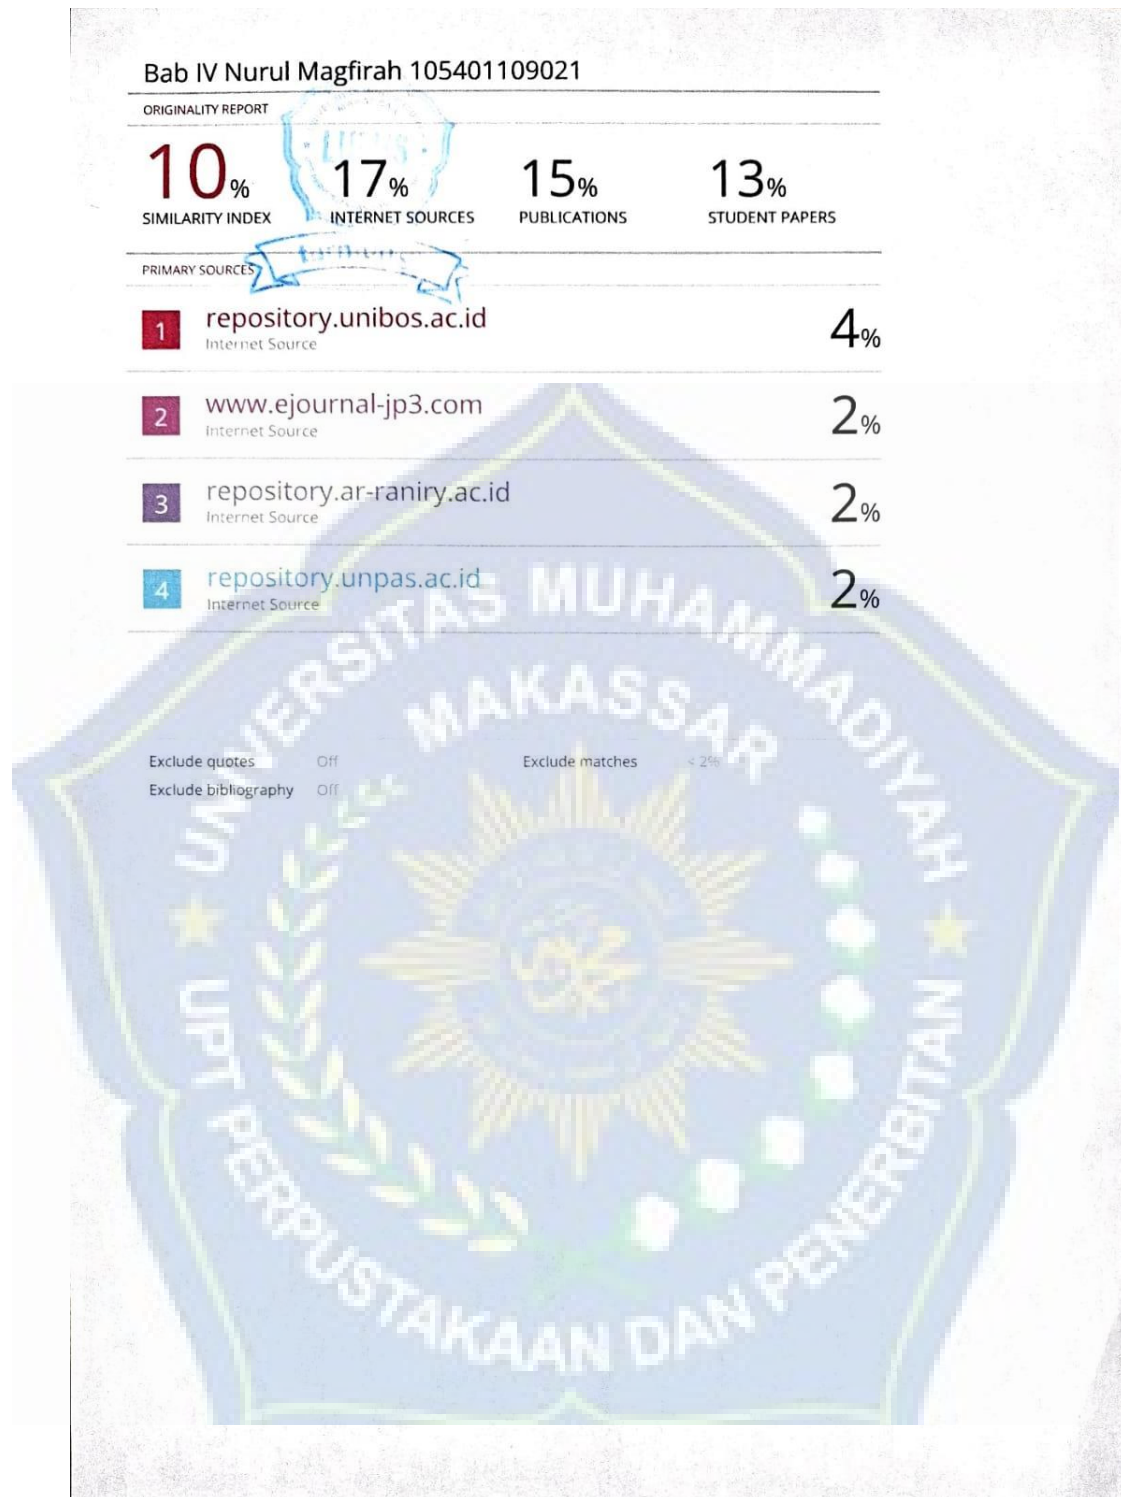 Bab IV Nurul Magfirah 105401109021
ORIGINALITY REPORT
10% 17% 15% 13%
SIMILARITY INDEX INTERNET SOURCES PUBLICATIONS STUDENT PAPERS
turnitin
PRIMARY SOURCES
1 repository.unibos.ac.id 4%
Internet Source
2 www.ejournal-jp3.com 2%
Internet Source
3 repository.ar-raniry.ac.id 2%
Internet Source
4 repository.unpas.ac.id 2%
Internet Source
Exclude quotes Off Exclude matches < 2%
Exclude bibliography Off
UNIVERSITAS MUHAMMADIYAH
MAKASSAR
UPT PERPUSTAKAAN DAN PENERBITAN